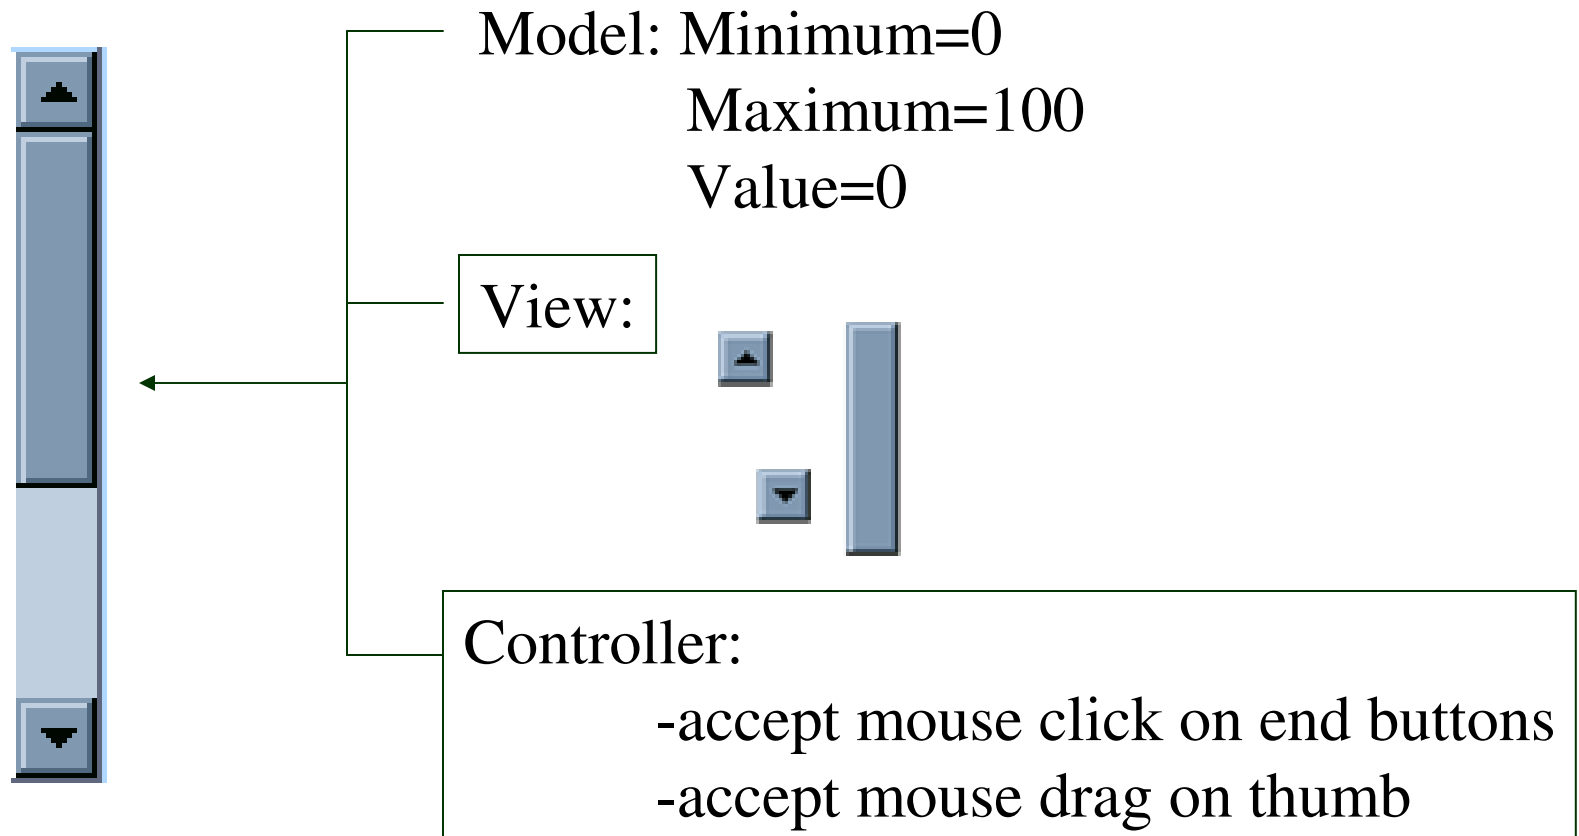 Model: Minimum=0
Maximum=100
Value=0
View:
Controller:
-accept mouse click on end buttons
-accept mouse drag on thumb